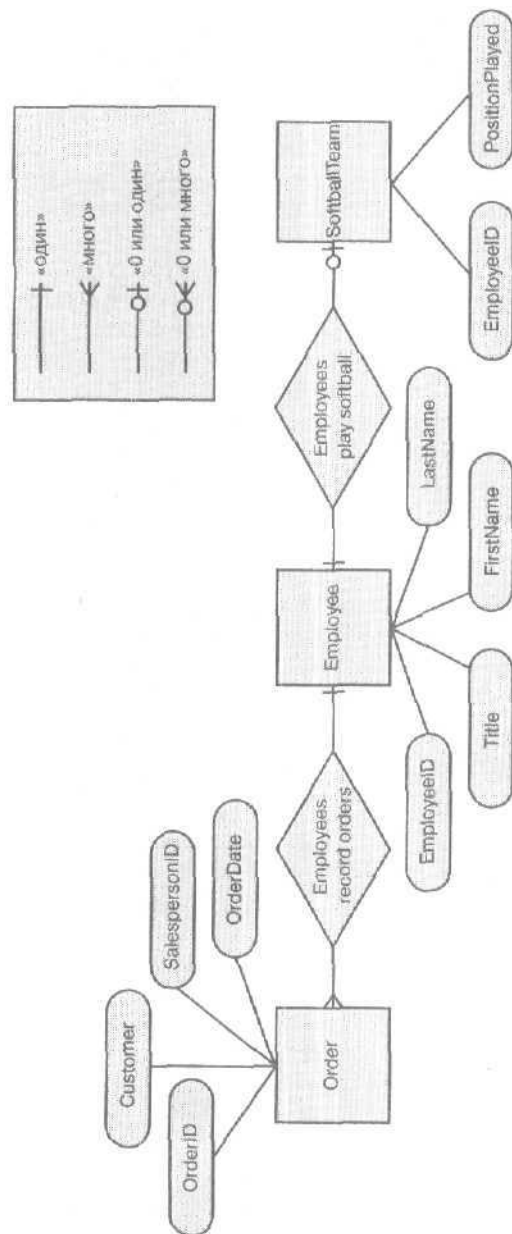 «один»
«много»
«0 или один»
«0 или много»
Customer
SalespersonID
OrderID
OrderDate
Order
Employees
record orders
Employee
Employees
play softball
SoftballTeam
EmployeeID
Title
FirstName
LastName
EmployeeID
PositionPlayed